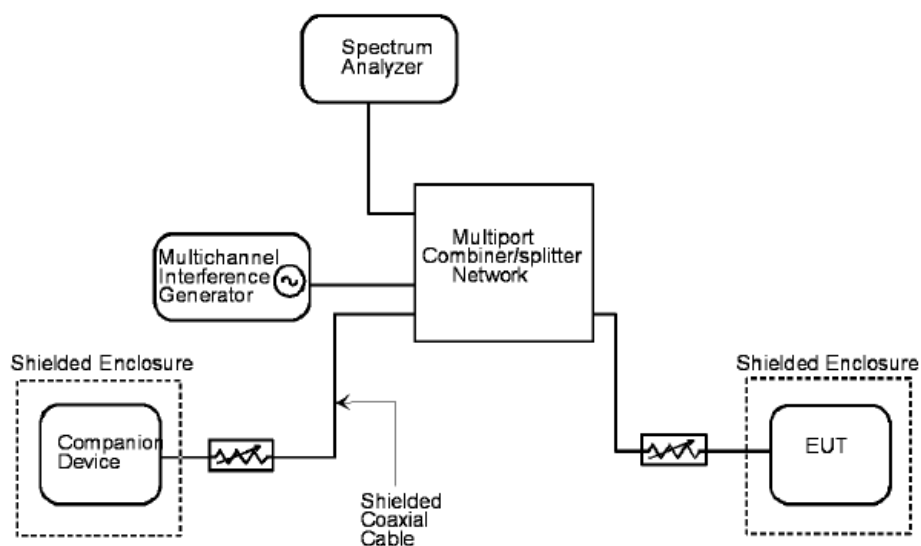 Spectrum
Analyzer
Multiport
Combiner/splitter
Network
Multichannel
Interference
Generator
Shielded Enclosure
Companion
Device
Shielded
Coaxial
Cable
Shielded Enclosure
EUT